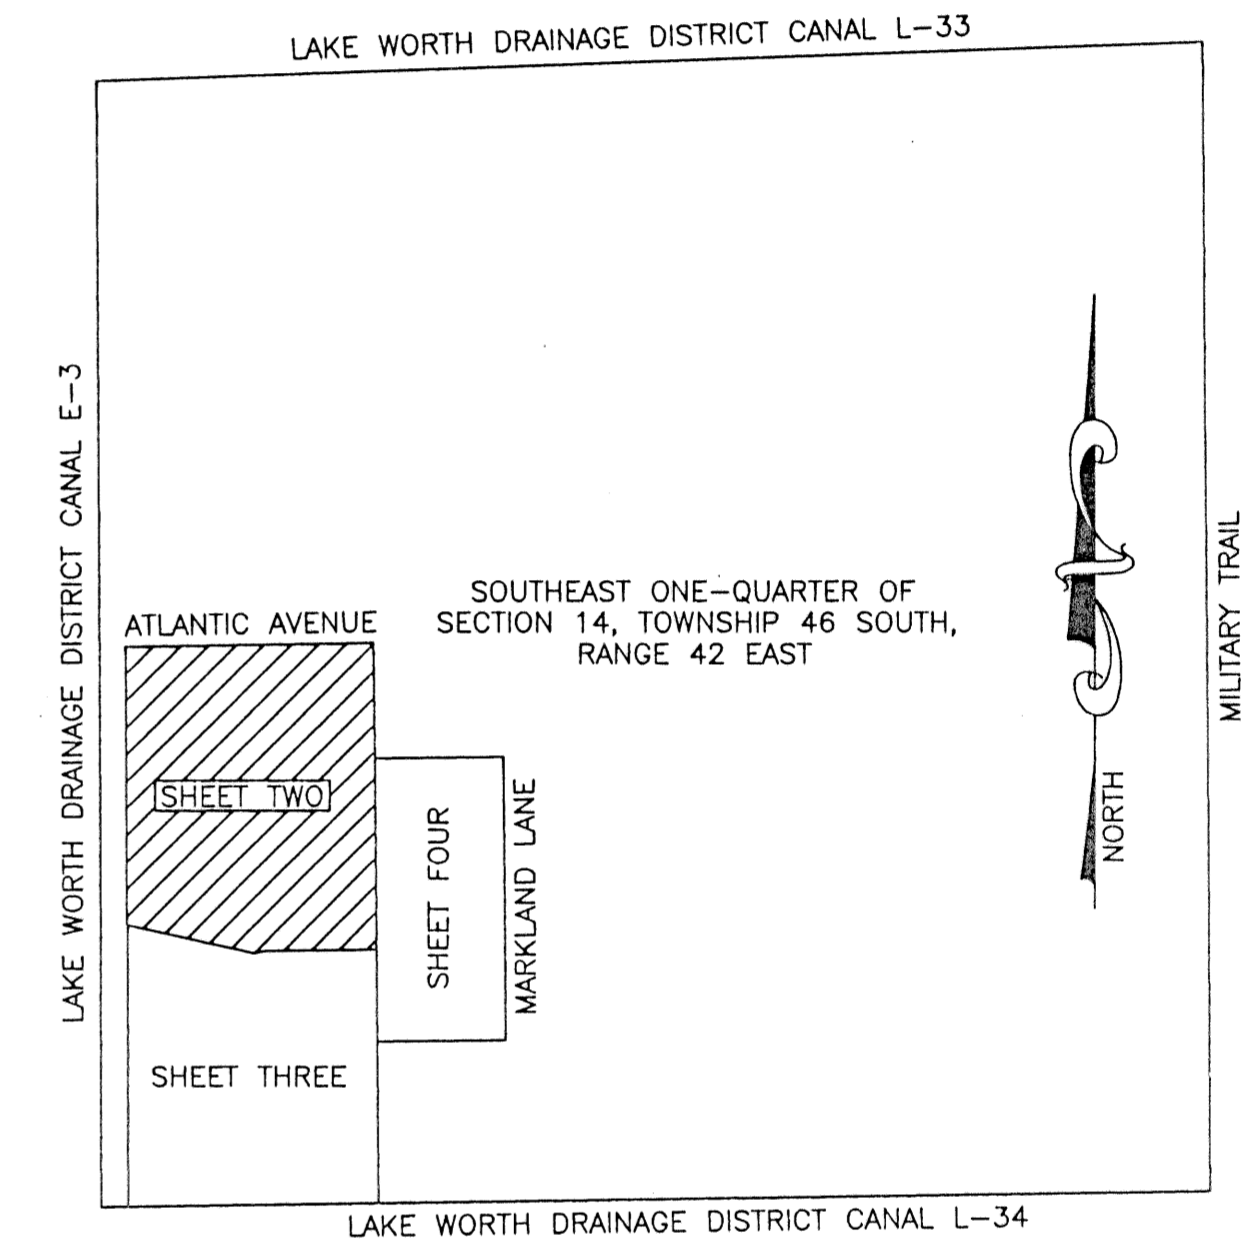 LAKE WORTH DRAINAGE DISTRICT CANAL L-33
LAKE WORTH DRAINAGE DISTRICT CANAL E-3
ATLANTIC AVENUE
SOUTHEAST ONE-QUARTER OF
SECTION 14, TOWNSHIP 46 SOUTH,
RANGE 42 EAST
MILITARY TRAIL
NORTH
SHEET TWO
SHEET FOUR
MARKLAND LANE
SHEET THREE
LAKE WORTH DRAINAGE DISTRICT CANAL L-34